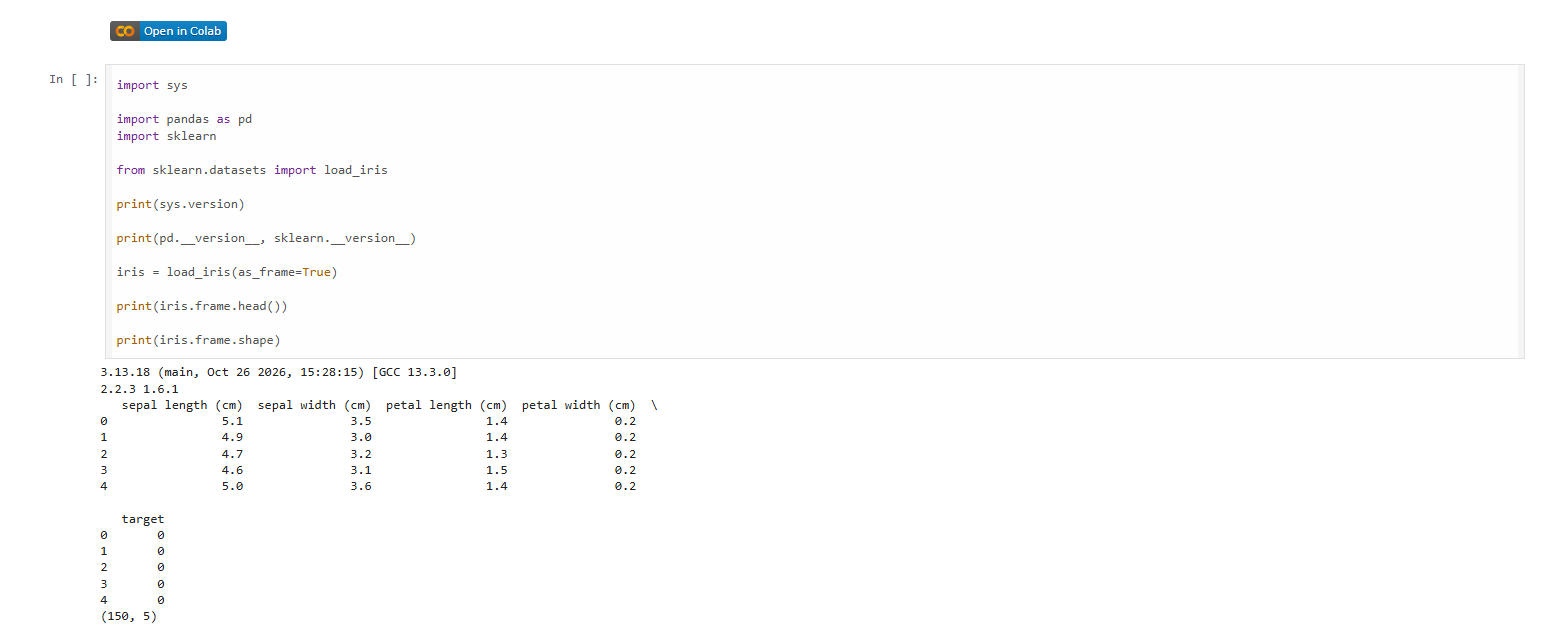 Open in Colab
In [ ]:
import sys
import pandas as pd
import sklearn
from sklearn.datasets import load_iris
print(sys.version)
print(pd.__version__, sklearn.__version__)
iris = load_iris(as_frame=True)
print(iris.frame.head())
print(iris.frame.shape)
3.13.18 (main, Oct 26 2026, 15:28:15) [GCC 13.3.0]
2.2.3 1.6.1
   sepal length (cm)  sepal width (cm)  petal length (cm)  petal width (cm)  \
0                5.1               3.5                1.4               0.2
1                4.9               3.0                1.4               0.2
2                4.7               3.2                1.3               0.2
3                4.6               3.1                1.5               0.2
4                5.0               3.6                1.4               0.2
   target
0       0
1       0
2       0
3       0
4       0
(150, 5)